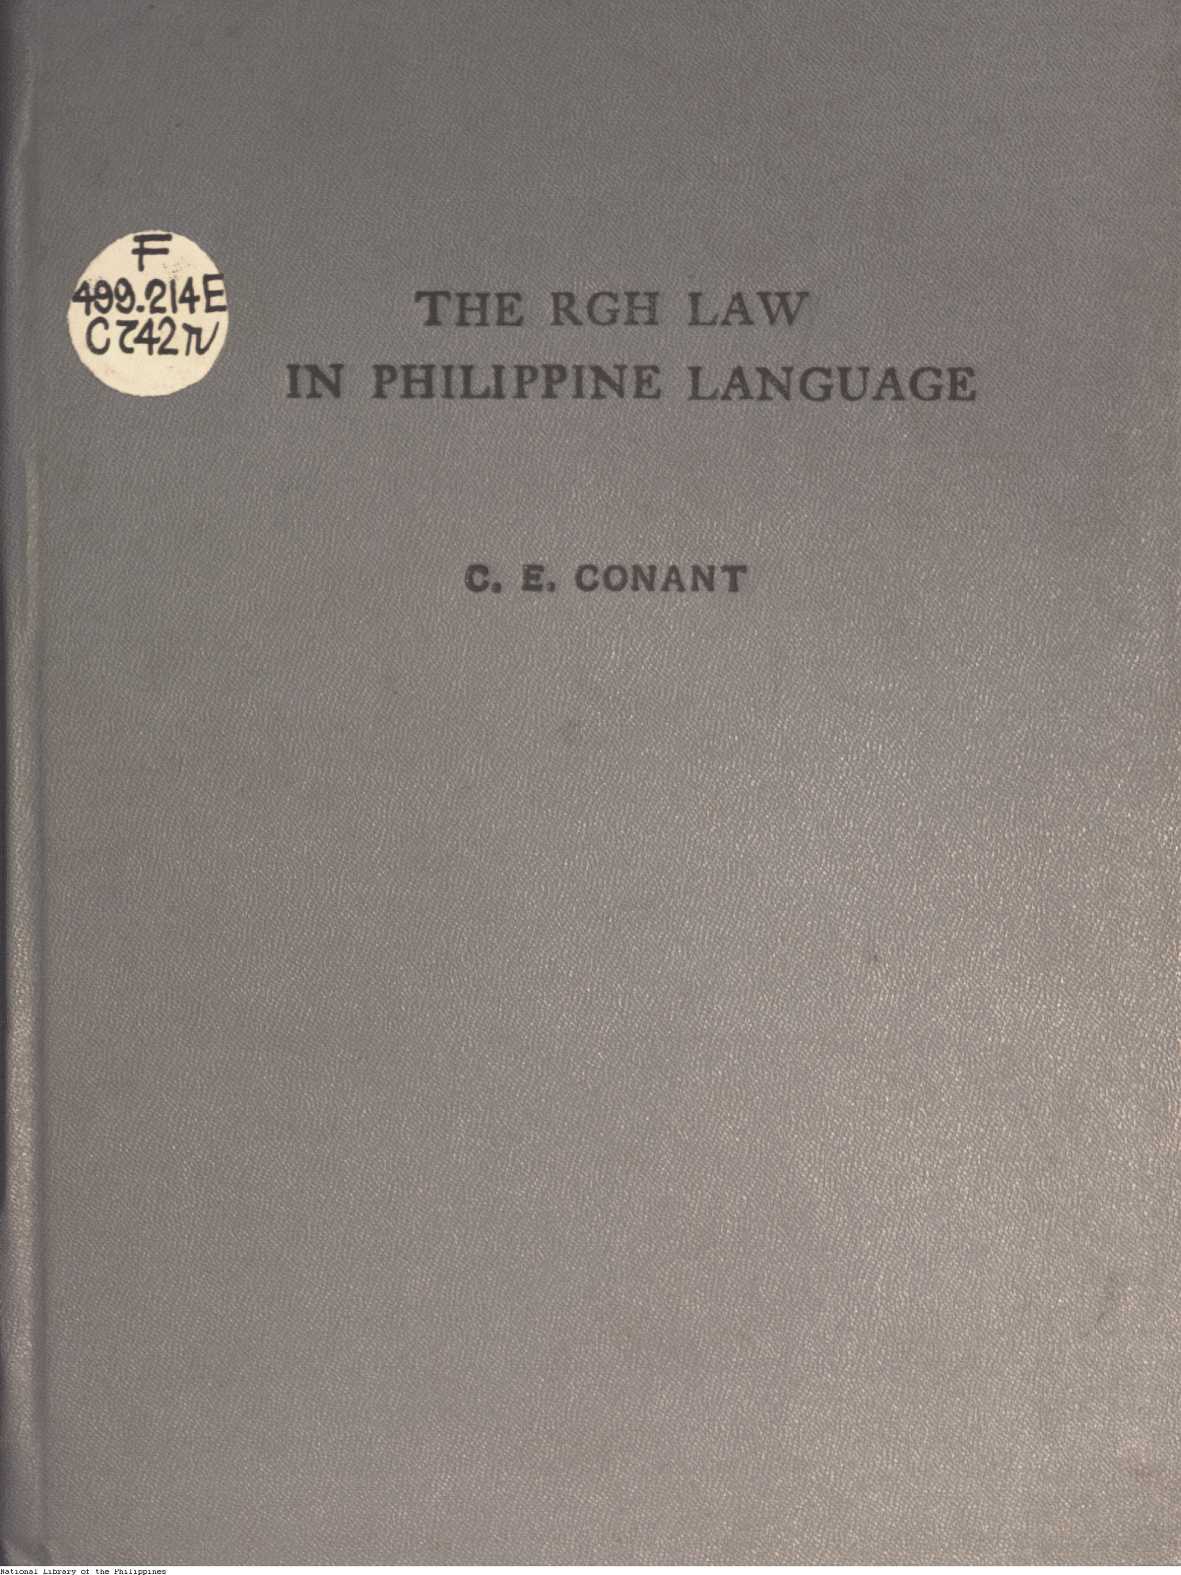 F
499.214E
C742r
THE RGH LAW
IN PHILIPPINE LANGUAGE
C. E. CONANT
National Library of the Philippines